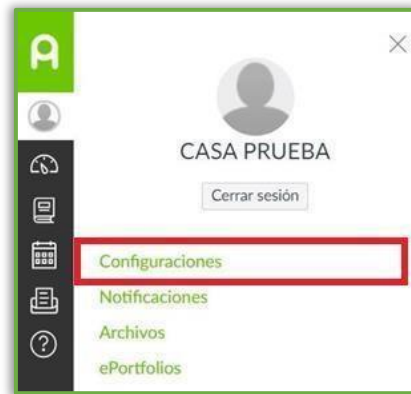 CASA PRUEBA
Cerrar sesión
Configuraciones
Notificaciones
Archivos
ePortfolios